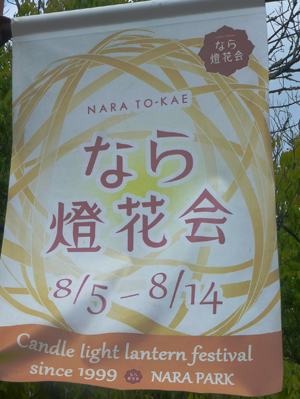 なら
燈花会
NARA TO-KAE
なら
燈花会
8/5 – 8/14
Candle light lantern festival
since 1999 NARA PARK